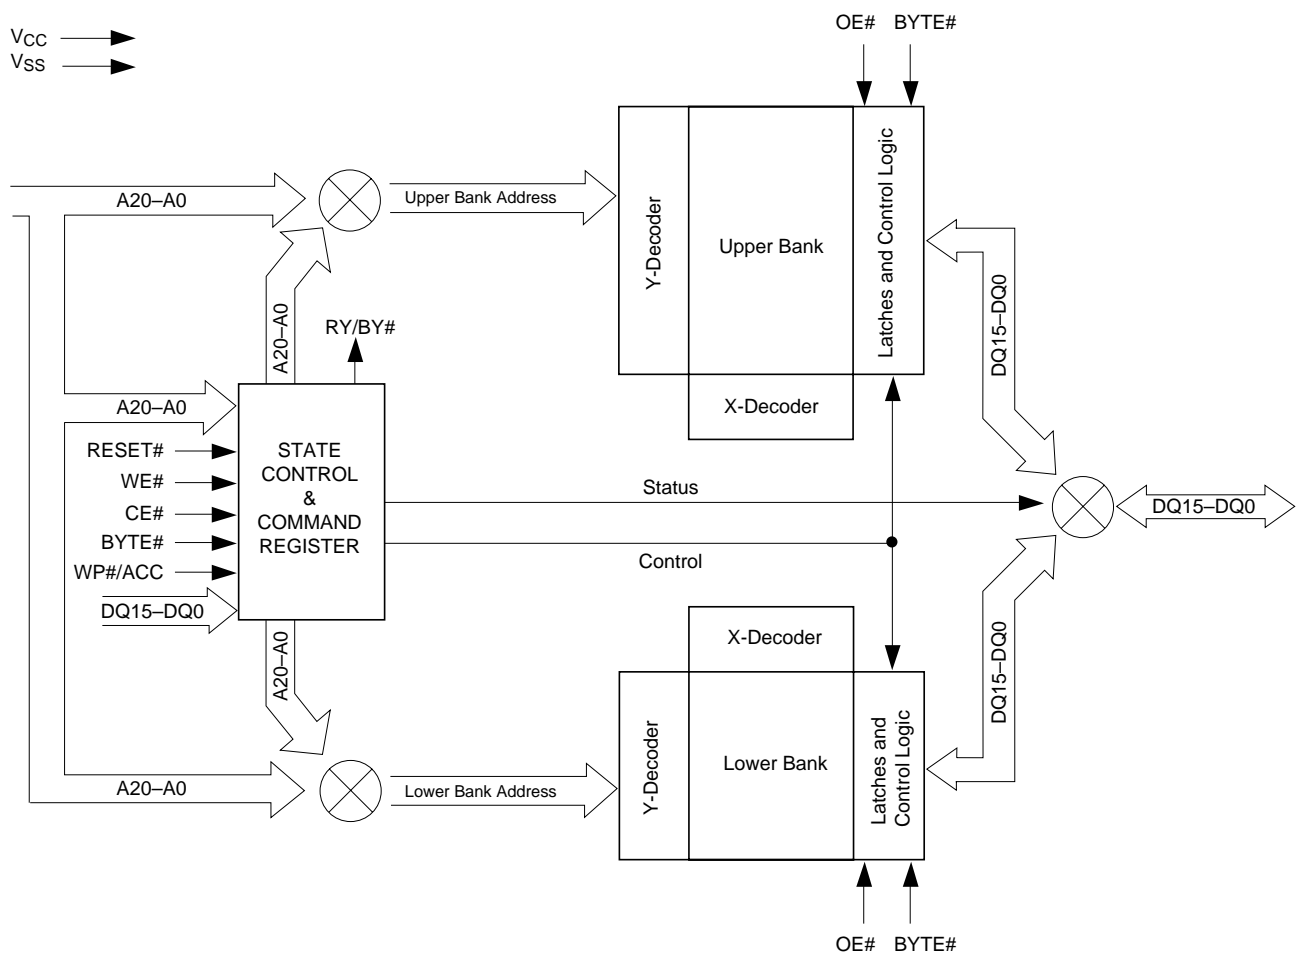 OE# BYTE#
VCC
VSS
A20–A0
Upper Bank Address
Y-Decoder
Upper Bank
Latches and Control Logic
DQ15–DQ0
A20–A0
RY/BY#
X-Decoder
A20–A0
RESET#
WE#
CE#
BYTE#
WP#/ACC
DQ15–DQ0
STATE
CONTROL
&
COMMAND
REGISTER
Status
Control
DQ15–DQ0
X-Decoder
A20–A0
DQ15–DQ0
Y-Decoder
Lower Bank
Latches and
Control Logic
A20–A0
Lower Bank Address
OE# BYTE#